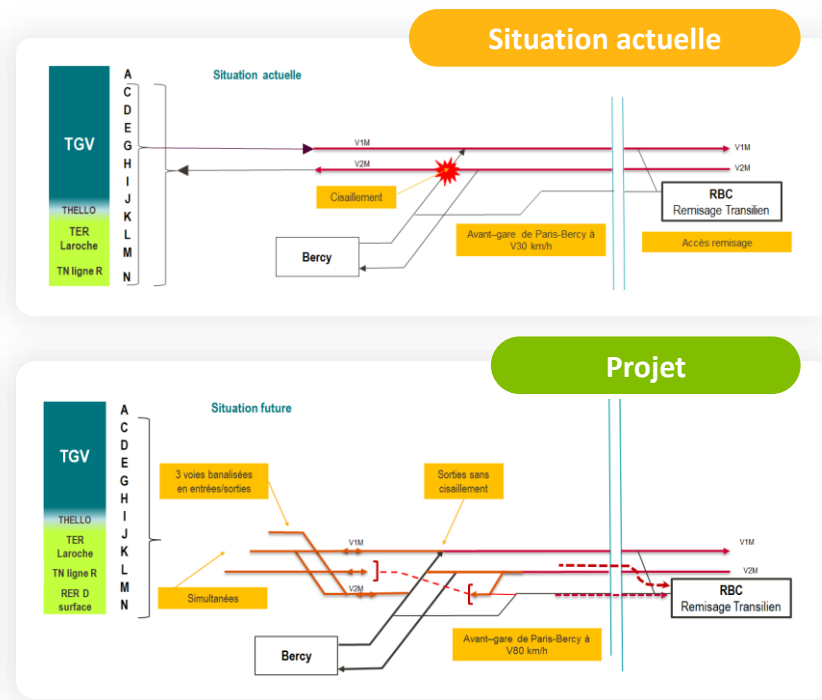 Situation actuelle
Situation actuelle
A
C
D
E
G
H
I
J
K
L
M
N
TGV
THELLO
TER
Laroche
TN ligne R
V1M
V2M
V1M
V2M
Cisaillement
Bercy
Avant–gare de Paris-Bercy à
V30 km/h
RBC
Remisage Transilien
Accès remisage
Projet
Situation future
A
C
D
E
G
H
I
J
K
L
M
N
TGV
THELLO
TER
Laroche
TN ligne R
RER D
surface
3 voies banalisées
en entrées/sorties
Sorties sans
cisaillement
V1M
V2M
V1M
V2M
Simultanées
Bercy
Avant–gare de Paris-Bercy à
V80 km/h
RBC
Remisage Transilien